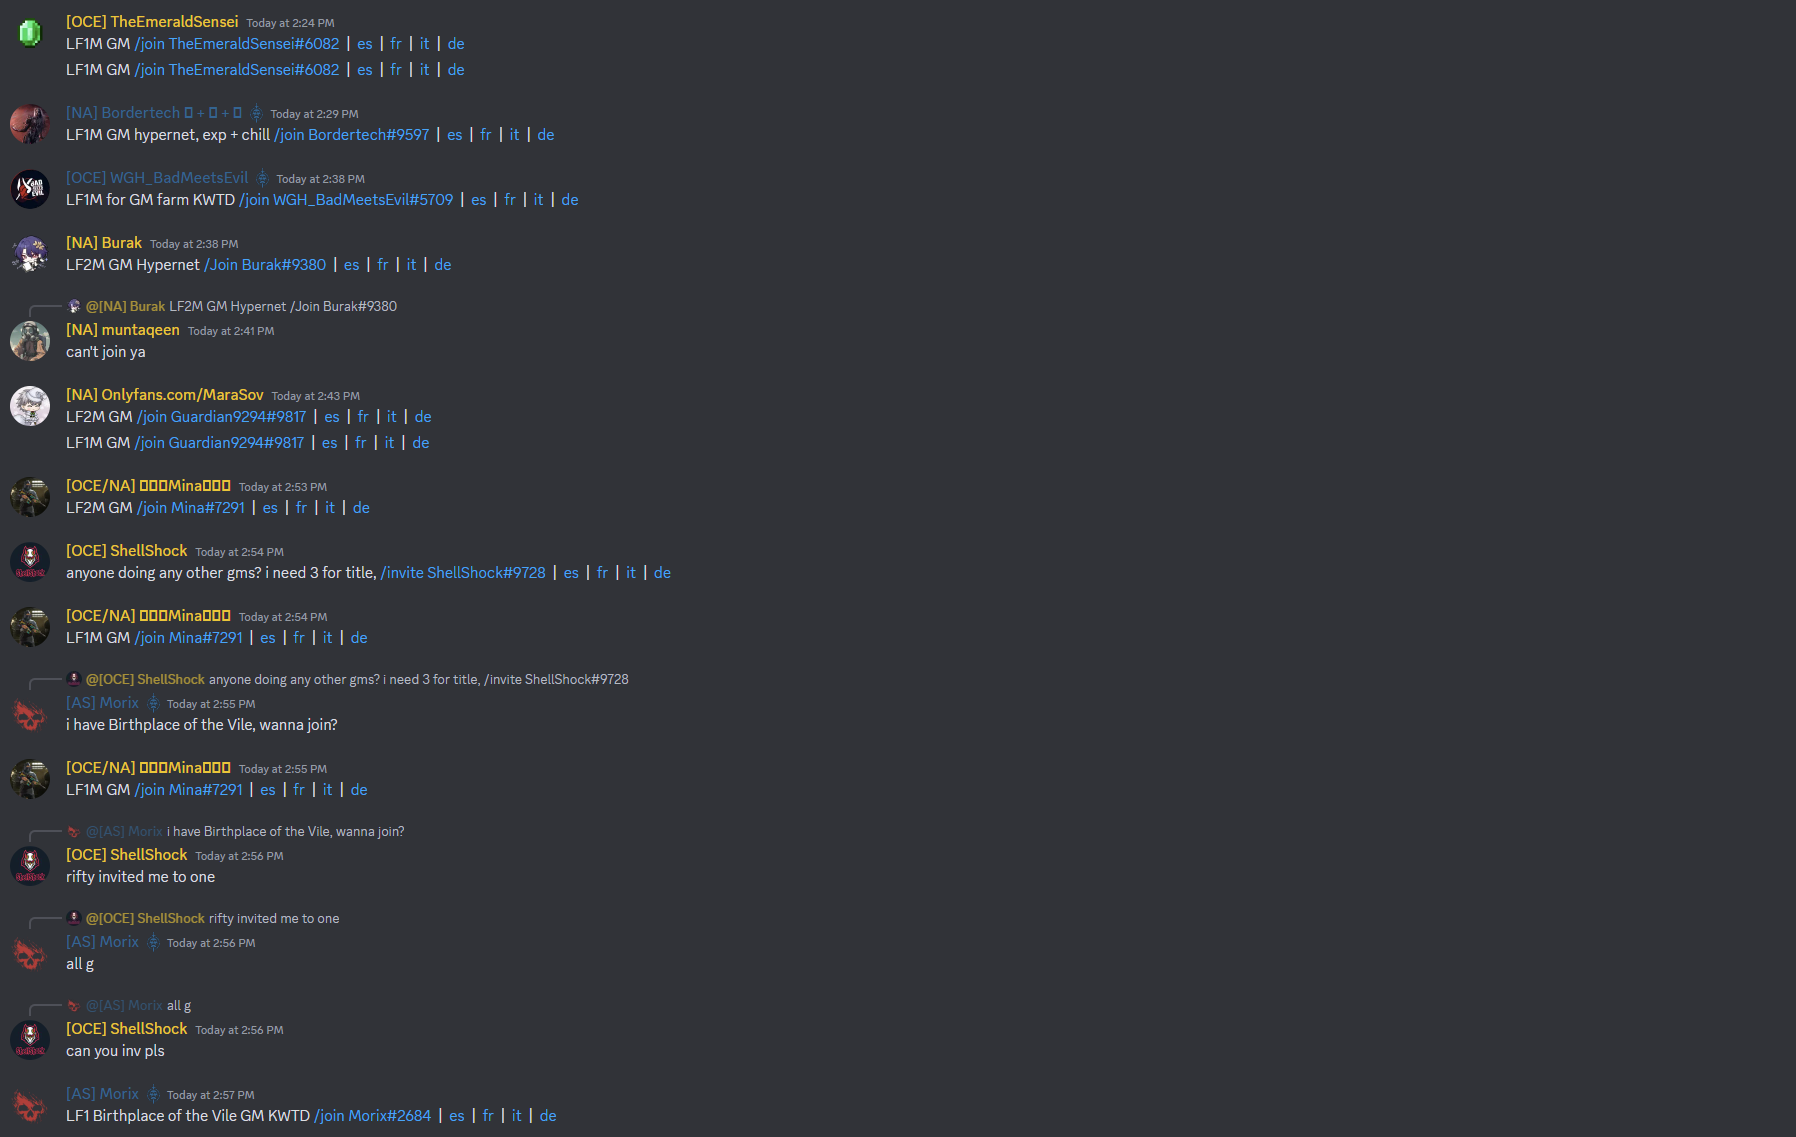 [OCE] TheEmeraldSensei Today at 2:24 PM
LF1M GM /join TheEmeraldSensei#6082 | es | fr | it | de
LF1M GM /join TheEmeraldSensei#6082 | es | fr | it | de
[NA] Bordertech ▯ + ▯ + ▯ Today at 2:29 PM
LF1M GM hypernet, exp + chill /join Bordertech#9597 | es | fr | it | de
[OCE] WGH_BadMeetsEvil Today at 2:38 PM
LF1M for GM farm KWTD /join WGH_BadMeetsEvil#5709 | es | fr | it | de
[NA] Burak Today at 2:38 PM
LF2M GM Hypernet /Join Burak#9380 | es | fr | it | de
@[NA] Burak LF2M GM Hypernet /Join Burak#9380
[NA] muntaqeen Today at 2:41 PM
can't join ya
[NA] Onlyfans.com/MaraSov Today at 2:43 PM
LF2M GM /join Guardian9294#9817 | es | fr | it | de
LF1M GM /join Guardian9294#9817 | es | fr | it | de
[OCE/NA] ▯▯▯Mina▯▯▯ Today at 2:53 PM
LF2M GM /join Mina#7291 | es | fr | it | de
[OCE] ShellShock Today at 2:54 PM
anyone doing any other gms? i need 3 for title, /invite ShellShock#9728 | es | fr | it | de
[OCE/NA] ▯▯▯Mina▯▯▯ Today at 2:54 PM
LF1M GM /join Mina#7291 | es | fr | it | de
@[OCE] ShellShock anyone doing any other gms? i need 3 for title, /invite ShellShock#9728
[AS] Morix Today at 2:55 PM
i have Birthplace of the Vile, wanna join?
[OCE/NA] ▯▯▯Mina▯▯▯ Today at 2:55 PM
LF1M GM /join Mina#7291 | es | fr | it | de
@[AS] Morix i have Birthplace of the Vile, wanna join?
[OCE] ShellShock Today at 2:56 PM
rifty invited me to one
@[OCE] ShellShock rifty invited me to one
[AS] Morix Today at 2:56 PM
all g
@[AS] Morix all g
[OCE] ShellShock Today at 2:56 PM
can you inv pls
[AS] Morix Today at 2:57 PM
LF1 Birthplace of the Vile GM KWTD /join Morix#2684 | es | fr | it | de